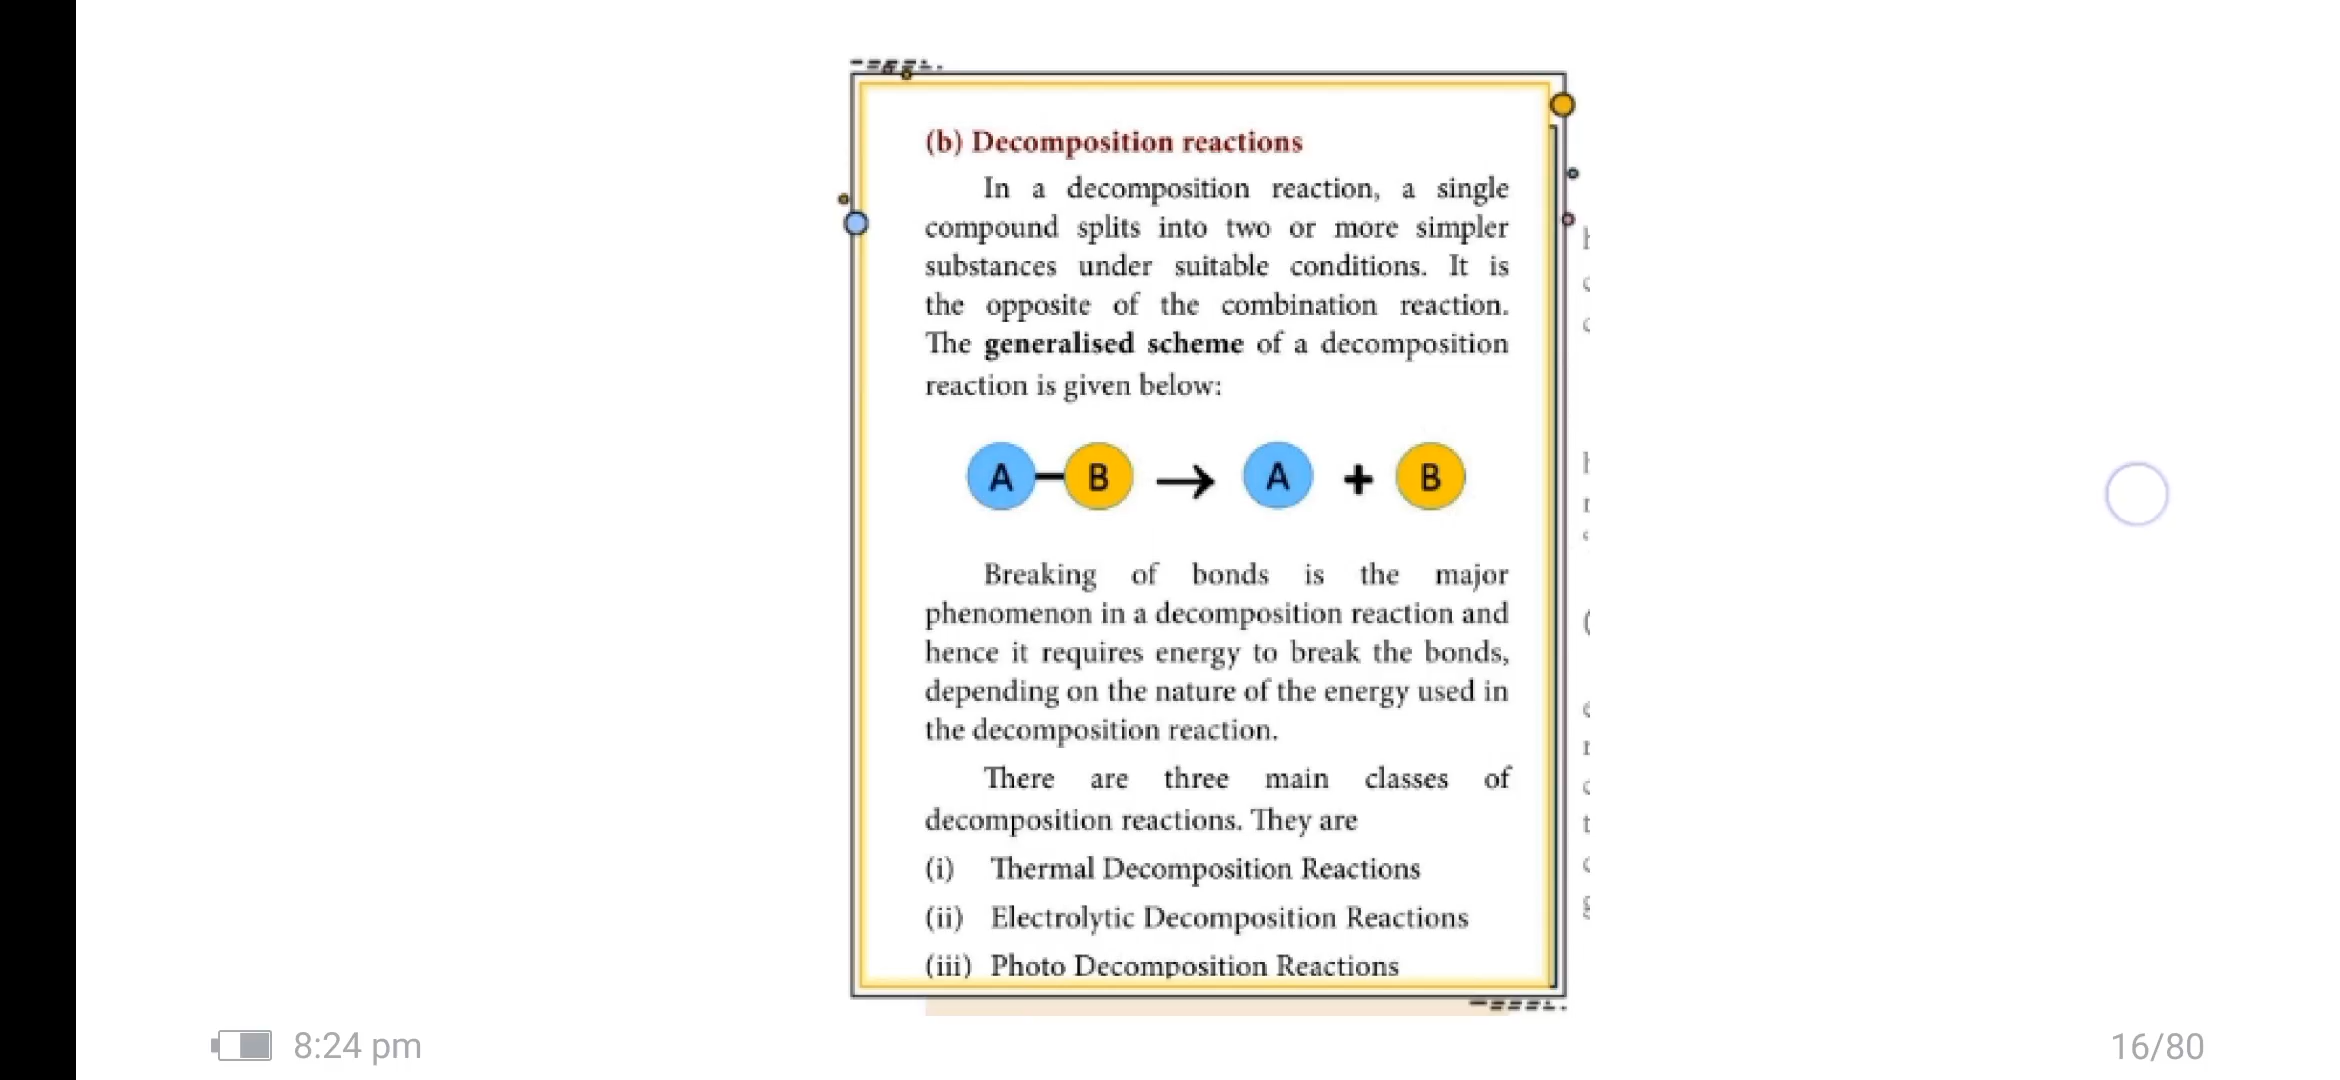 (b) Decomposition reactions
In a decomposition reaction, a single
compound splits into two or more simpler
substances under suitable conditions. It is
the opposite of the combination reaction.
The generalised scheme of a decomposition
reaction is given below:
A B → A + B
Breaking of bonds is the major
phenomenon in a decomposition reaction and
hence it requires energy to break the bonds,
depending on the nature of the energy used in
the decomposition reaction.
There are three main classes of
decomposition reactions. They are
(i) Thermal Decomposition Reactions
(ii) Electrolytic Decomposition Reactions
(iii) Photo Decomposition Reactions
8:24 pm
16/80